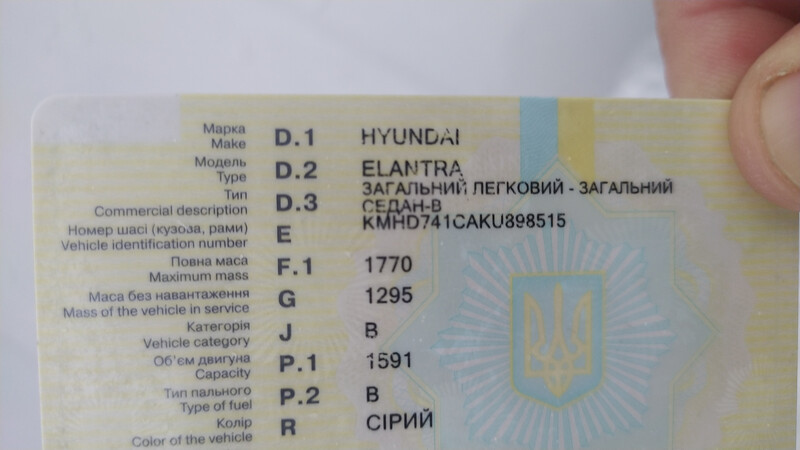 Марка D.1 HYUNDAI
Make
Модель D.2 ELANTRA
Type
Тип D.3 ЗАГАЛЬНИЙ ЛЕГКОВИЙ - ЗАГАЛЬНИЙ
Commercial description СЕДАН-В
Номер шасі (кузова, рами) E KMHD741CAKU898515
Vehicle identification number
Повна маса F.1 1770
Maximum mass
Маса без навантаження G 1295
Mass of the vehicle in service
Категорія J B
Vehicle category
Об'єм двигуна P.1 1591
Capacity
Тип пального P.2 B
Type of fuel
Колір R СІРИЙ
Color of the vehicle